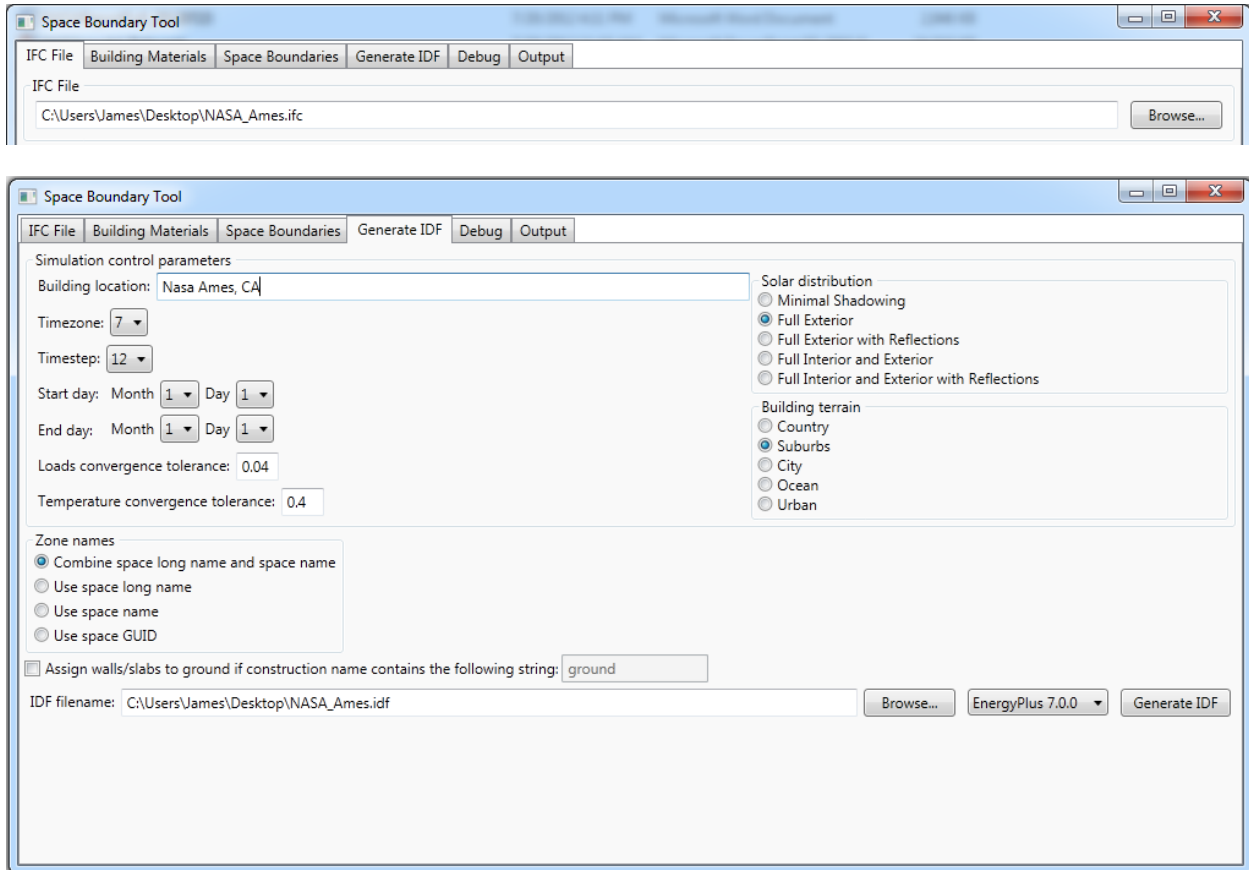 Space Boundary Tool
IFC File Building Materials Space Boundaries Generate IDF Debug Output
IFC File
C:\Users\James\Desktop\NASA_Ames.ifc Browse...
Space Boundary Tool
IFC File Building Materials Space Boundaries Generate IDF Debug Output
Simulation control parameters
Building location: Nasa Ames, CA
Timezone: 7
Timestep: 12
Start day: Month 1 Day 1
End day: Month 1 Day 1
Loads convergence tolerance: 0.04
Temperature convergence tolerance: 0.4
Solar distribution
Minimal Shadowing
Full Exterior
Full Exterior with Reflections
Full Interior and Exterior
Full Interior and Exterior with Reflections
Building terrain
Country
Suburbs
City
Ocean
Urban
Zone names
Combine space long name and space name
Use space long name
Use space name
Use space GUID
Assign walls/slabs to ground if construction name contains the following string: ground
IDF filename: C:\Users\James\Desktop\NASA_Ames.idf Browse... EnergyPlus 7.0.0 Generate IDF